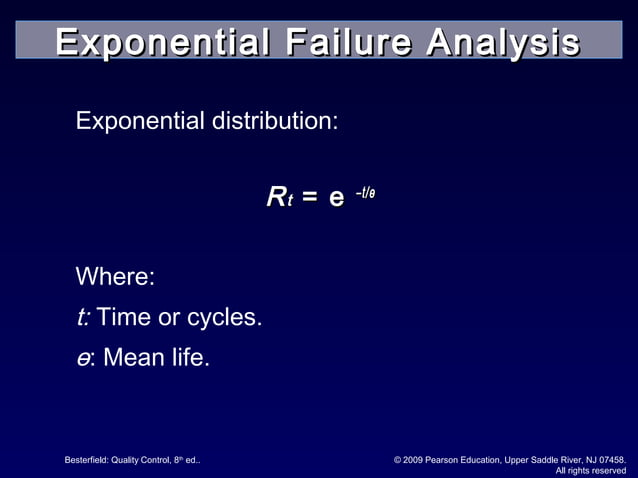 Exponential Failure Analysis
Exponential distribution:
Rt = e –t/ɵ
Where:
t: Time or cycles.
ɵ: Mean life.
Besterfield: Quality Control, 8th ed..
© 2009 Pearson Education, Upper Saddle River, NJ 07458.
All rights reserved